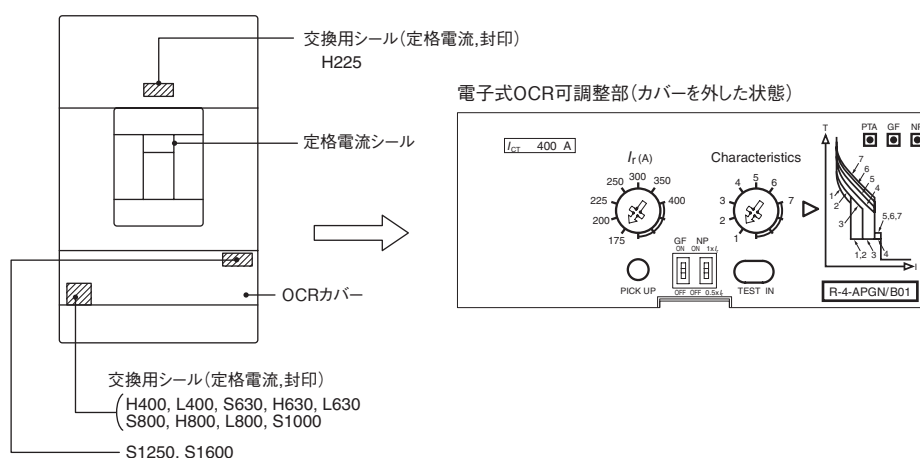 交換用シール(定格電流,封印)
H225
定格電流シール
OCRカバー
交換用シール(定格電流,封印)
H400, L400, S630, H630, L630
S800, H800, L800, S1000
S1250, S1600
電子式OCR可調整部(カバーを外した状態)
ICT 400 A
Ir (A)
175 200 225 250 300 350 400
Characteristics
1 2 3 4 5 6 7
PICK UP
GF NP
ON ON 1×I
OFF OFF 0.5×I
TEST IN
PTA GF NP
T
7
6
5
4
1
2
3
5,6,7
1,2 3 4
I
R-4-APGN/B01